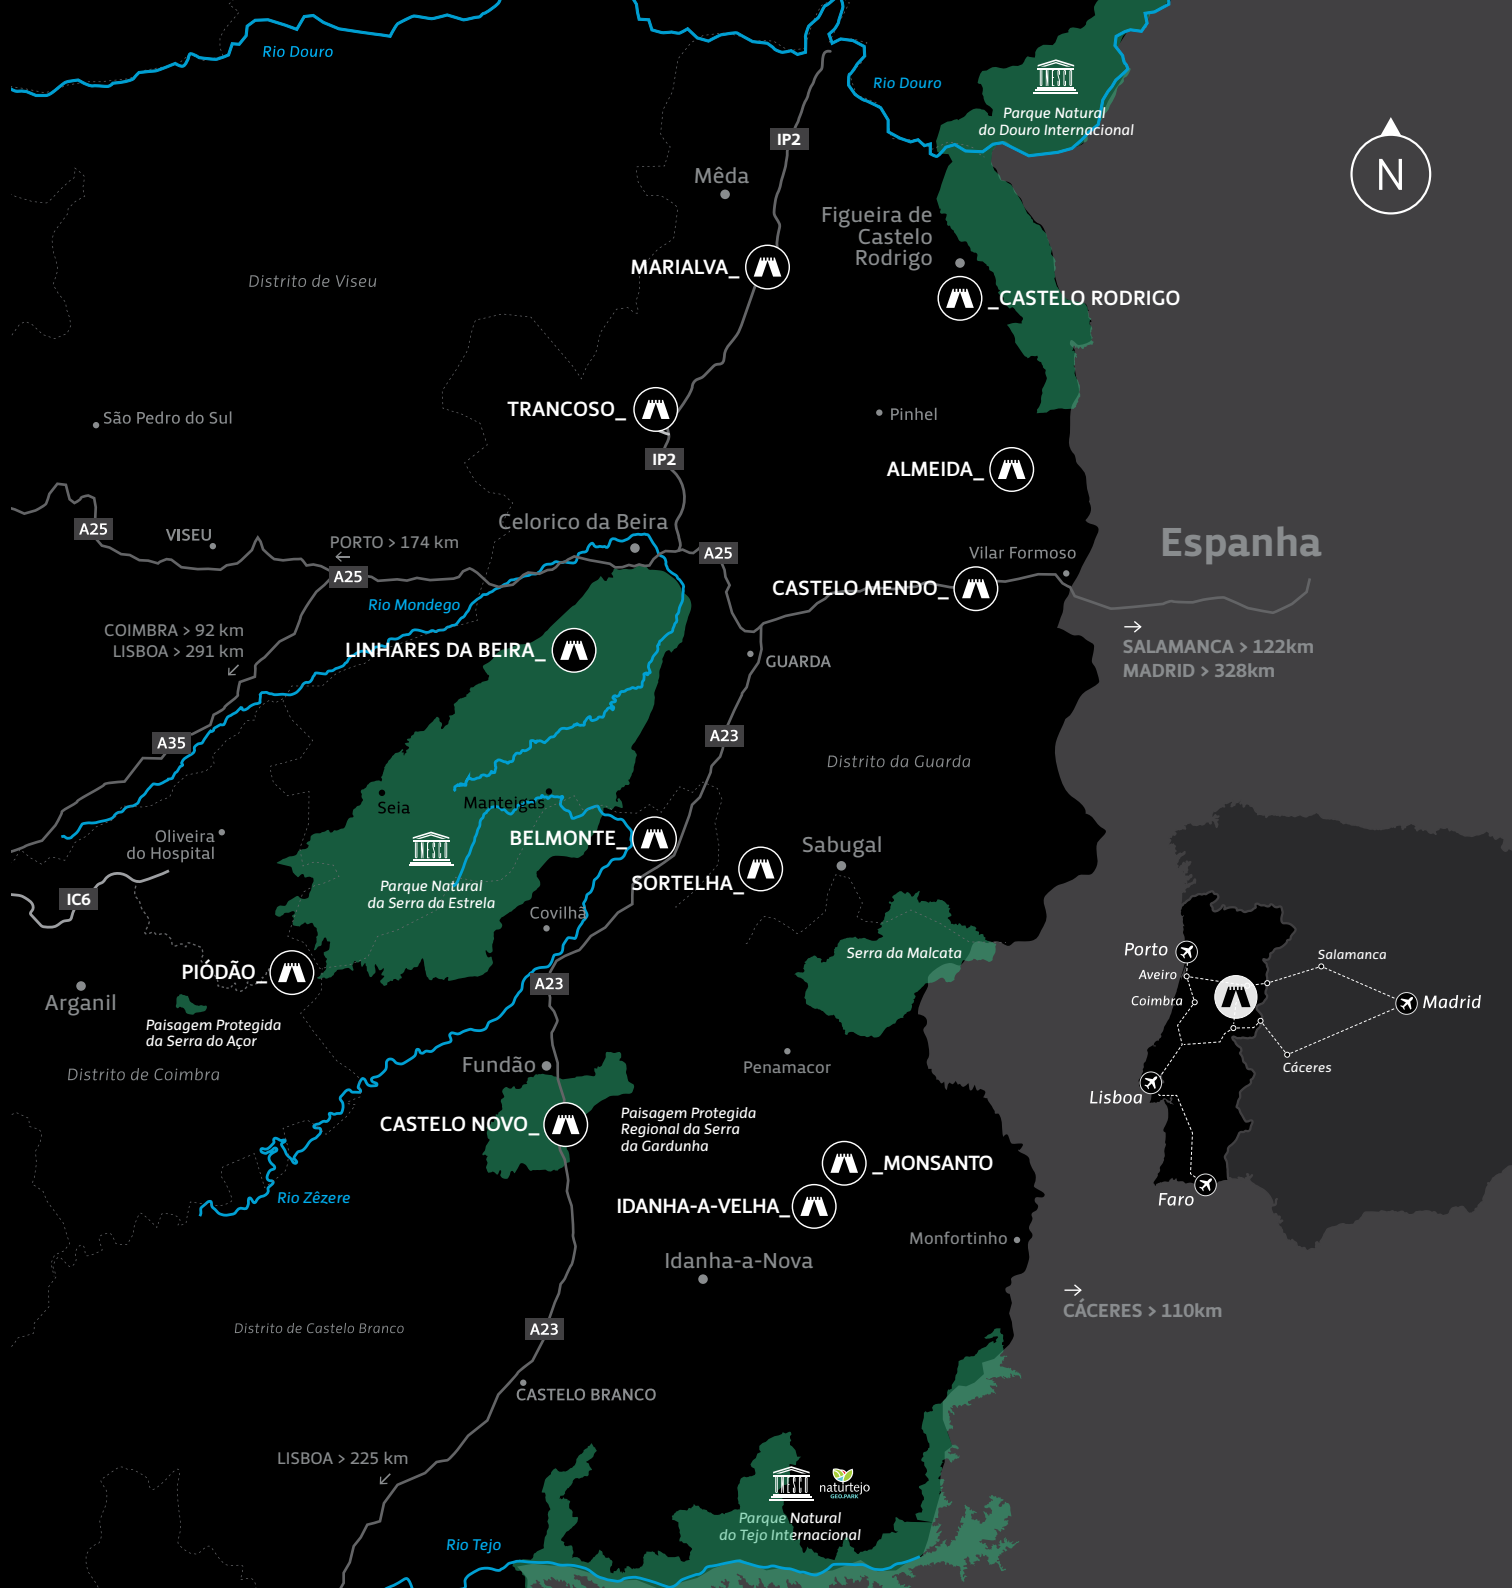 Rio Douro
Rio Douro
UNESCO
Parque Natural
do Douro Internacional
IP2
N
Mêda
Figueira de
Castelo
Rodrigo
MARIALVA_
Distrito de Viseu
_CASTELO RODRIGO
TRANCOSO_
São Pedro do Sul
Pinhel
IP2
ALMEIDA_
A25
VISEU
Celorico da Beira
PORTO > 174 km
A25
A25
Vilar Formoso
Espanha
CASTELO MENDO_
Rio Mondego
COIMBRA > 92 km
LISBOA > 291 km
LINHARES DA BEIRA_
GUARDA
SALAMANCA > 122km
MADRID > 328km
A35
A23
Distrito da Guarda
Seia
Manteigas
Oliveira
do Hospital
BELMONTE_
Sabugal
UNESCO
Parque Natural
da Serra da Estrela
SORTELHA_
IC6
Covilhã
Serra da Malcata
Porto
Aveiro
Coimbra
Salamanca
Madrid
Cáceres
Lisboa
Faro
PIÓDÃO_
A23
Arganil
Paisagem Protegida
da Serra do Açor
Distrito de Coimbra
Fundão
Penamacor
CASTELO NOVO_
Paisagem Protegida
Regional da Serra
da Gardunha
_MONSANTO
Rio Zêzere
IDANHA-A-VELHA_
Monfortinho
Idanha-a-Nova
CÁCERES > 110km
Distrito de Castelo Branco
A23
CASTELO BRANCO
LISBOA > 225 km
UNESCO
naturtejo
GEOPARK
Parque Natural
do Tejo Internacional
Rio Tejo